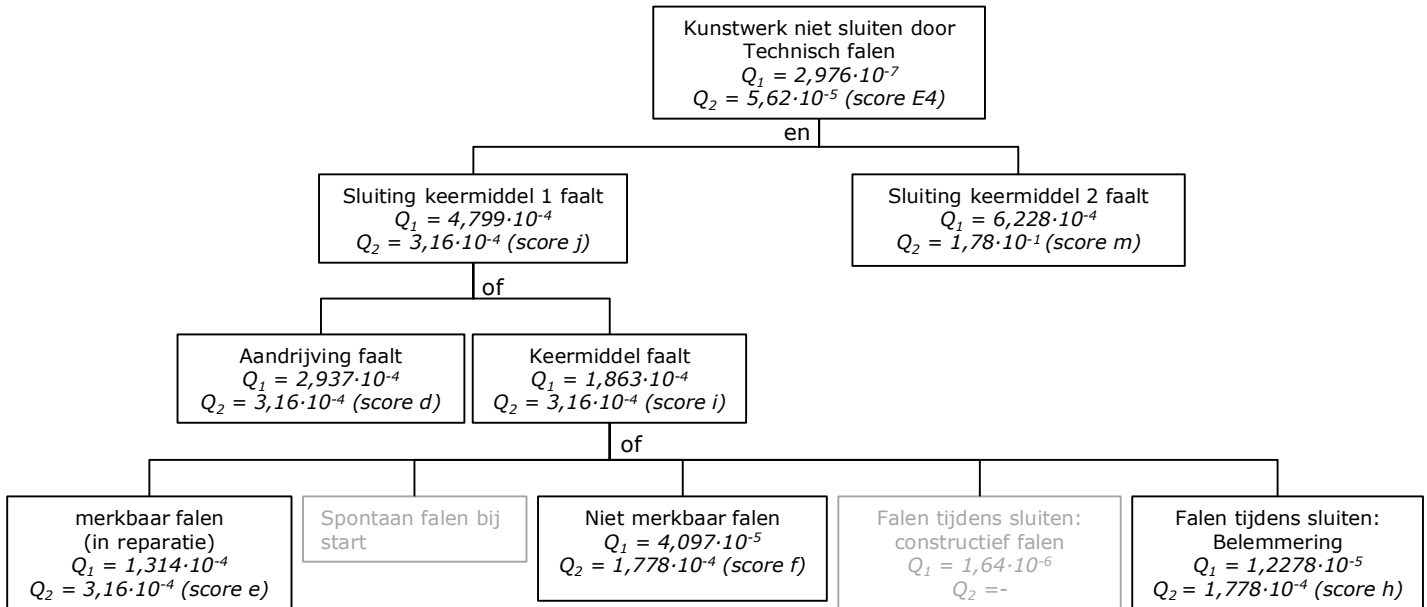 Kunstwerk niet sluiten door
Technisch falen
Q₁ = 2,976·10⁻⁷
Q₂ = 5,62·10⁻⁵ (score E4)
en
Sluiting keermiddel 1 faalt
Q₁ = 4,799·10⁻⁴
Q₂ = 3,16·10⁻⁴ (score j)
Sluiting keermiddel 2 faalt
Q₁ = 6,228·10⁻⁴
Q₂ = 1,78·10⁻¹ (score m)
of
Aandrijving faalt
Q₁ = 2,937·10⁻⁴
Q₂ = 3,16·10⁻⁴ (score d)
Keermiddel faalt
Q₁ = 1,863·10⁻⁴
Q₂ = 3,16·10⁻⁴ (score i)
of
merkbaar falen
(in reparatie)
Q₁ = 1,314·10⁻⁴
Q₂ = 3,16·10⁻⁴ (score e)
Spontaan falen bij
start
Niet merkbaar falen
Q₁ = 4,097·10⁻⁵
Q₂ = 1,778·10⁻⁴ (score f)
Falen tijdens sluiten:
constructief falen
Q₁ = 1,64·10⁻⁶
Q₂ =-
Falen tijdens sluiten:
Belemmering
Q₁ = 1,2278·10⁻⁵
Q₂ = 1,778·10⁻⁴ (score h)